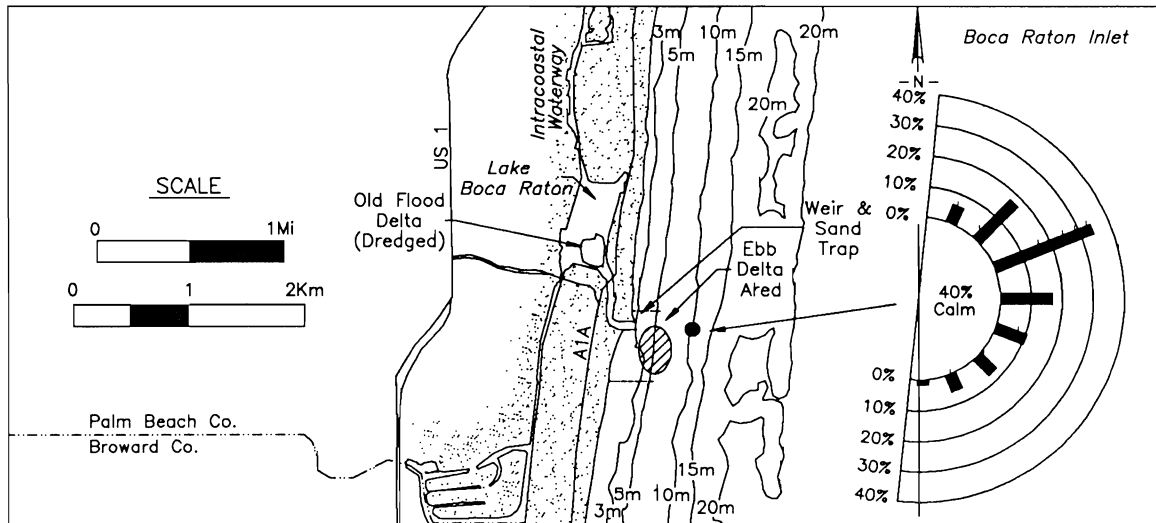 Boca Raton Inlet
3m
10m
20m
5m
15m
20m
N
40%
30%
20%
10%
0%
40%
Calm
0%
10%
20%
30%
40%
Intracoastal
Waterway
US 1
Lake
Boca Raton
Old Flood
Delta
(Dredged)
SCALE
0 1Mi
0 1 2Km
Weir &
Sand
Trap
Ebb
Delta
Ared
A1A
Palm Beach Co.
Broward Co.
15m
5m
10m
20m
3m